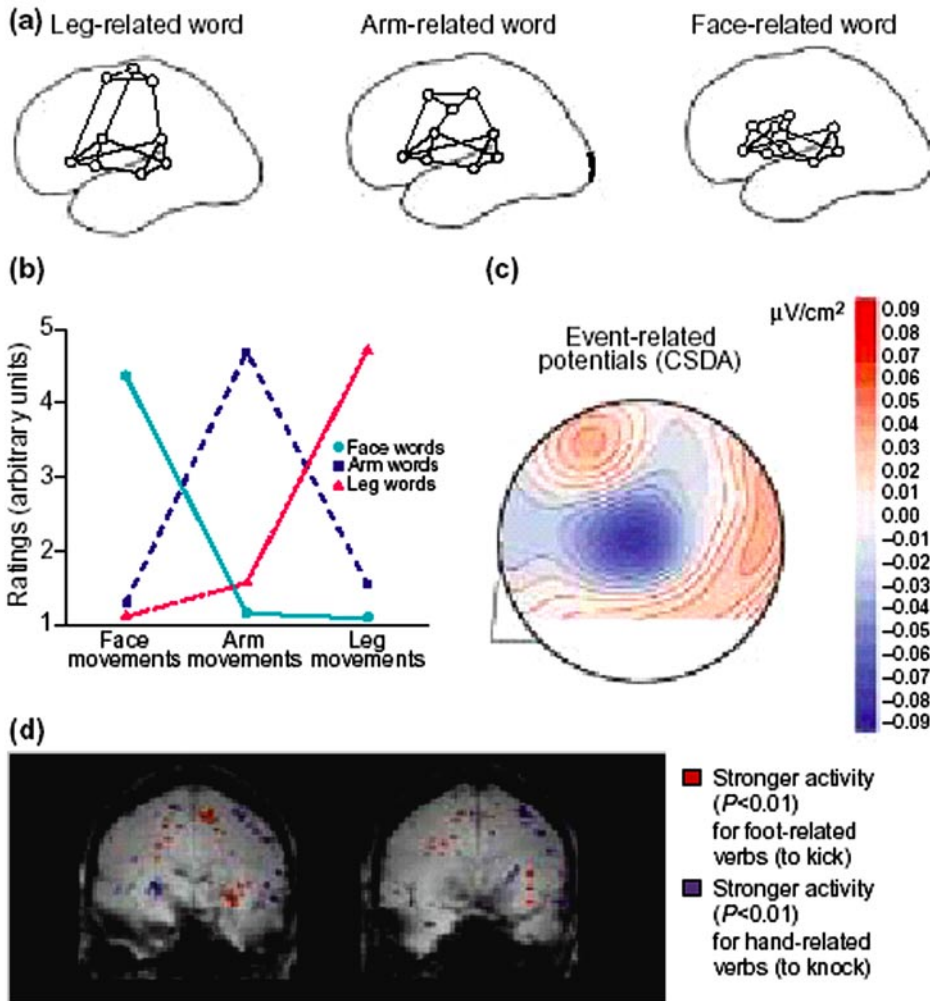 (a)
Leg-related word
Arm-related word
Face-related word
(b)
Ratings (arbitrary units)
5
4
3
2
1
Face words
Arm words
Leg words
Face
movements
Arm
movements
Leg
movements
(c)
Event-related
potentials (CSDA)
μV/cm²
0.09
0.08
0.07
0.06
0.05
0.04
0.03
0.02
0.01
0.00
–0.01
–0.03
–0.04
–0.05
–0.06
–0.07
–0.08
–0.09
(d)
Stronger activity
(P<0.01)
for foot-related
verbs (to kick)
Stronger activity
(P<0.01)
for hand-related
verbs (to knock)